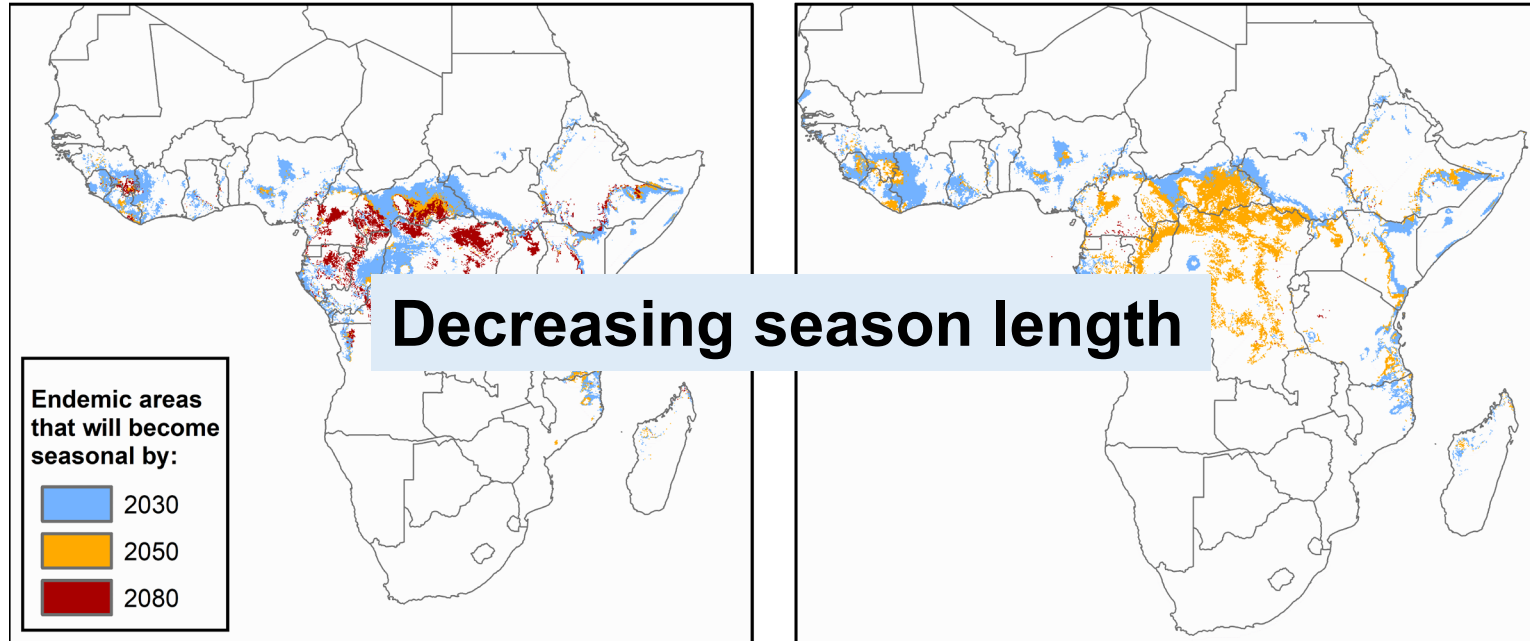 Decreasing season length
Endemic areas
that will become
seasonal by:
2030
2050
2080